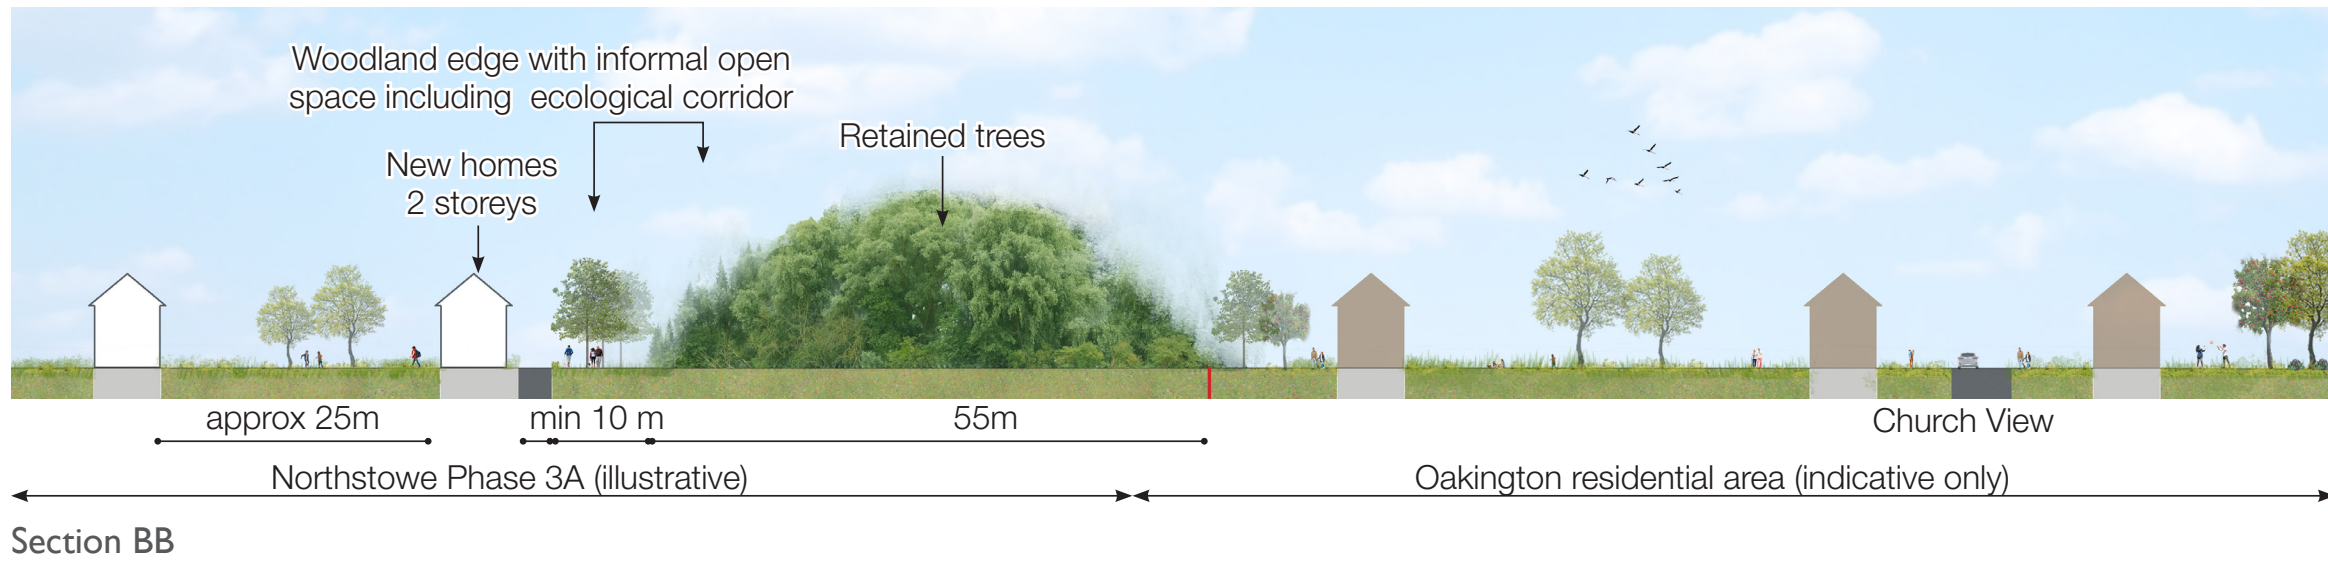 Woodland edge with informal open
space including ecological corridor
New homes
2 storeys
Retained trees
approx 25m
min 10 m
55m
Church View
Northstowe Phase 3A (illustrative)
Oakington residential area (indicative only)
Section BB